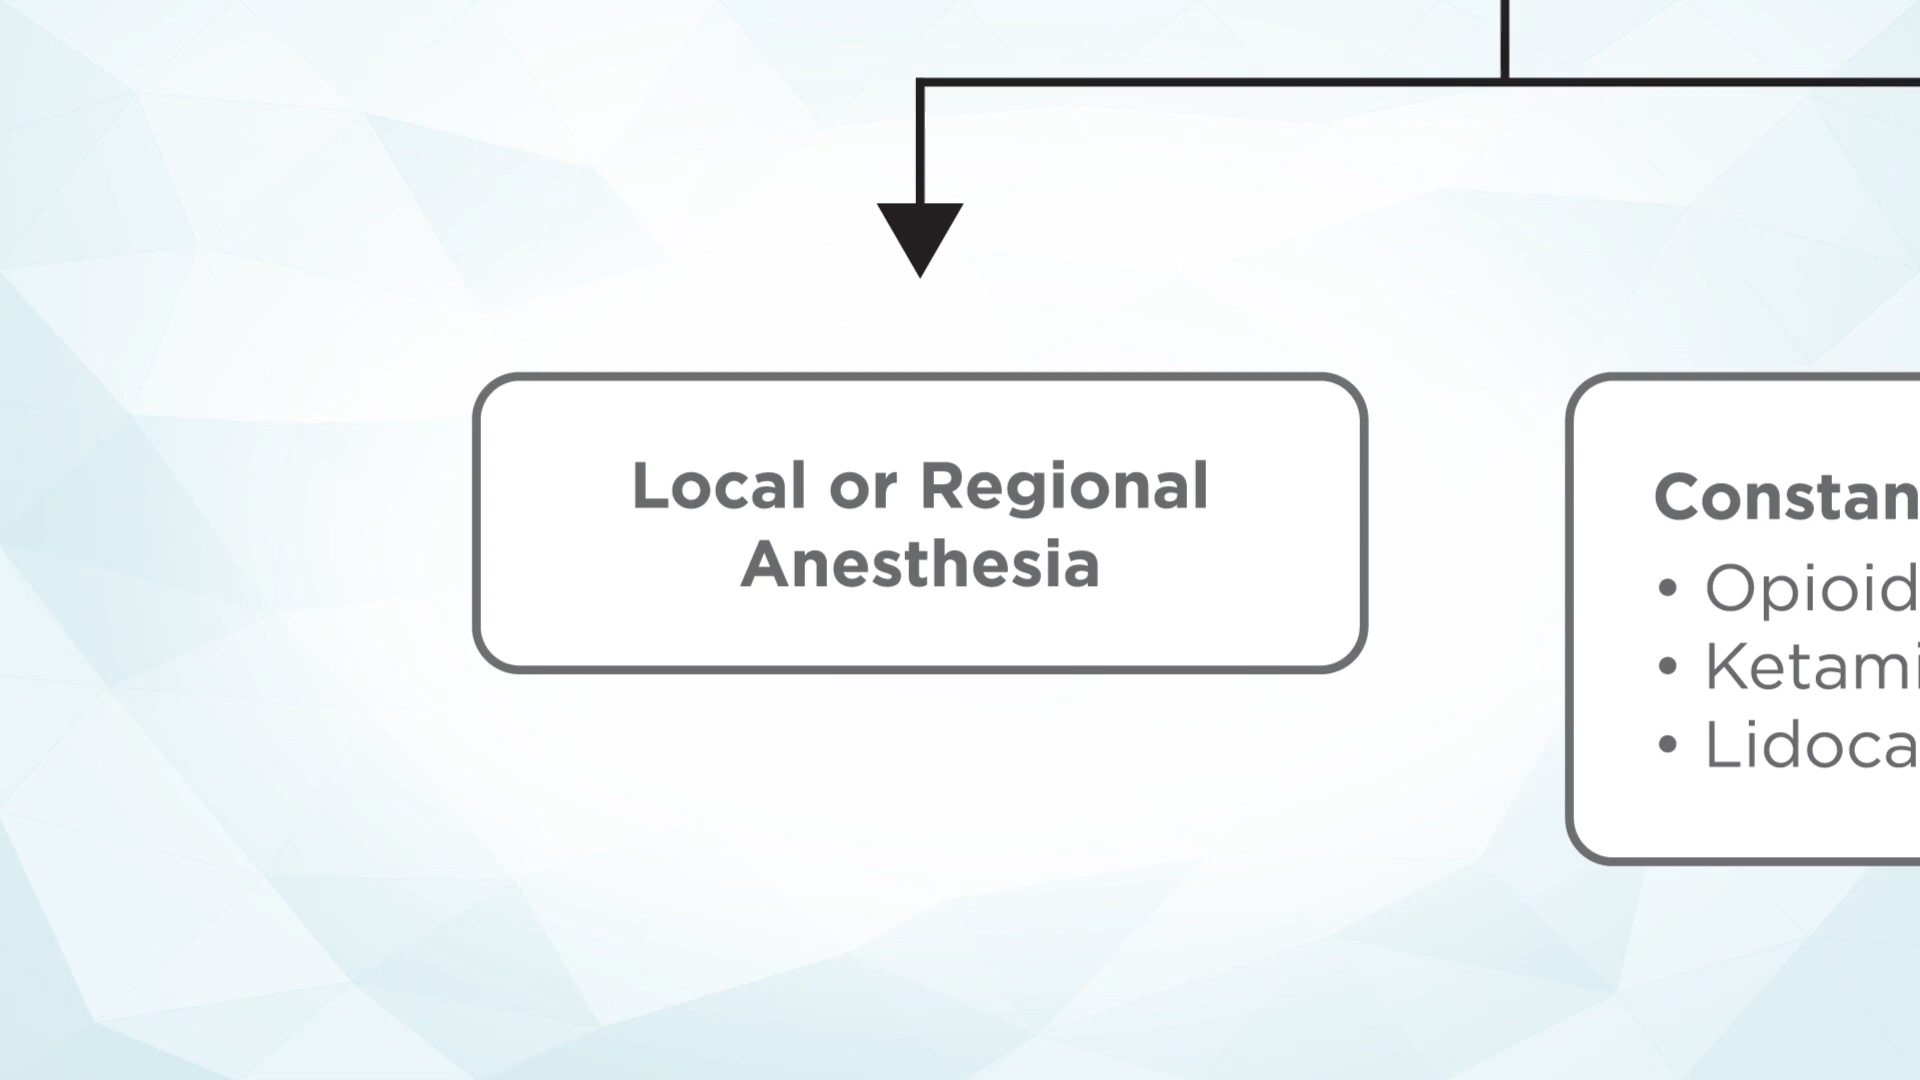 Local or Regional
Anesthesia
Constan
• Opioid
• Ketami
• Lidoca